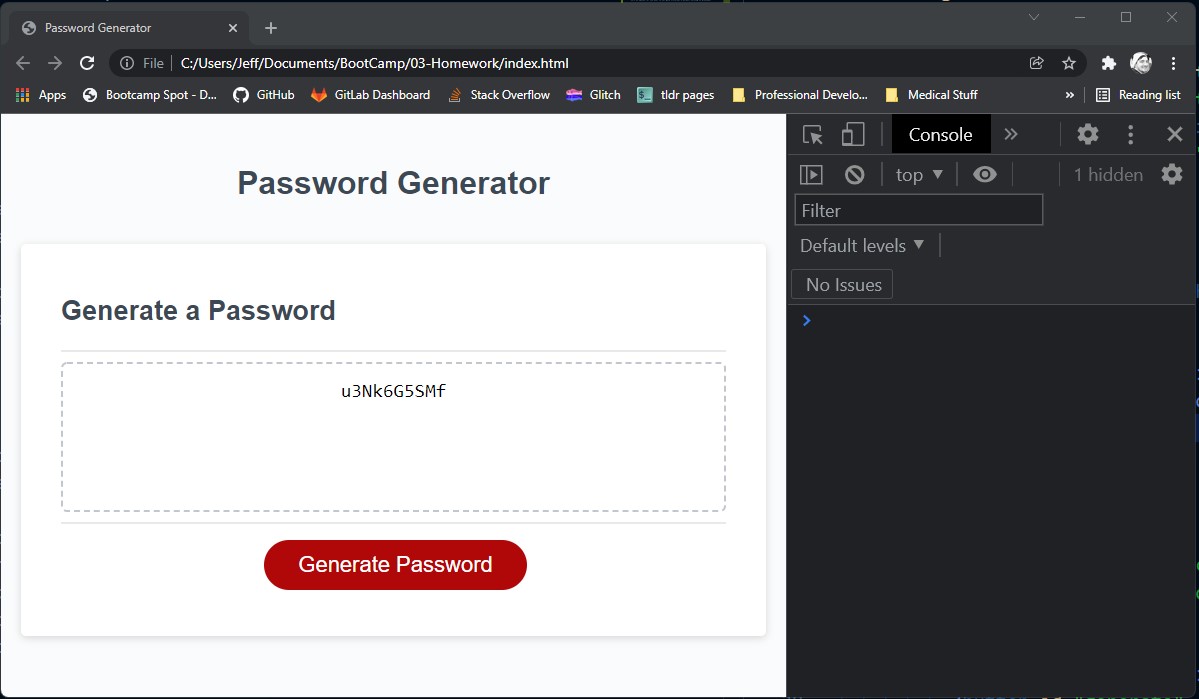 Password Generator
File C:/Users/Jeff/Documents/BootCamp/03-Homework/index.html
Apps Bootcamp Spot - D... GitHub GitLab Dashboard Stack Overflow Glitch tldr pages Professional Develo... Medical Stuff » Reading list
Console
top ▼ 1 hidden
Filter
Default levels ▼
No Issues
Password Generator
Generate a Password
u3Nk6G5SMf
Generate Password